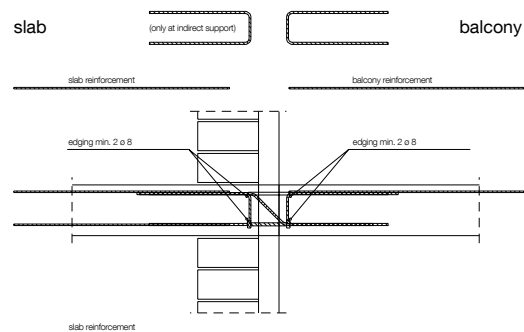 slab
(only at indirect support)
balcony
slab reinforcement
balcony reinforcement
edging min. 2 ø 8
edging min. 2 ø 8
slab reinforcement